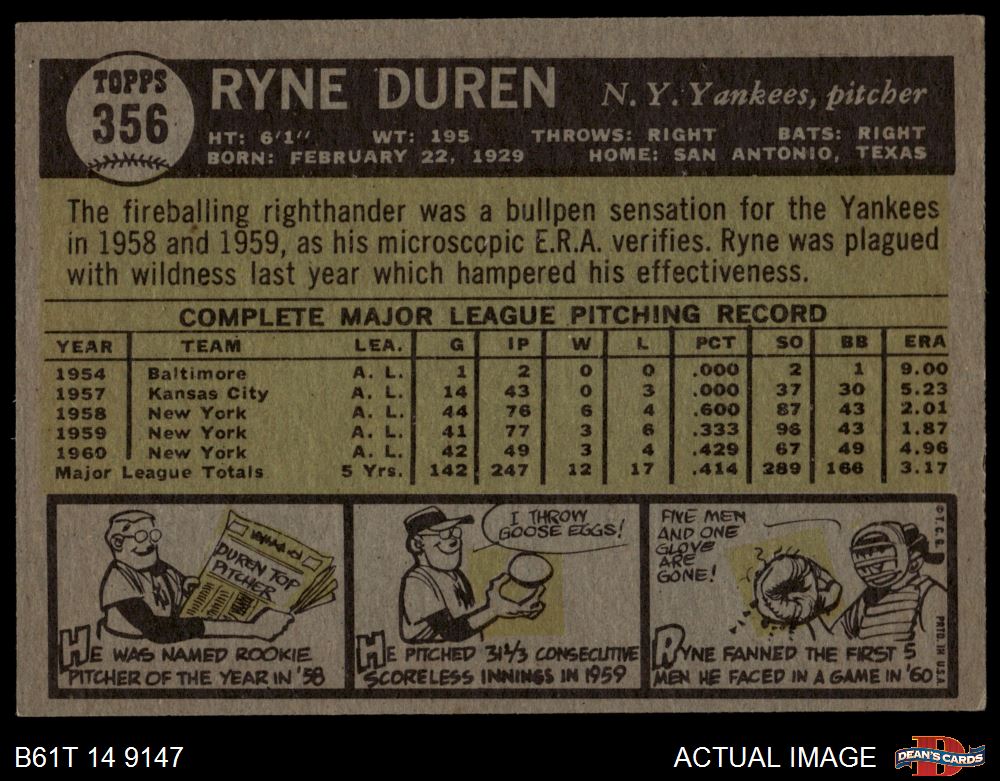 TOPPS
356
RYNE DUREN
N. Y. Yankees, pitcher
HT: 6'1" WT: 195 THROWS: RIGHT BATS: RIGHT
BORN: FEBRUARY 22, 1929 HOME: SAN ANTONIO, TEXAS
The fireballing righthander was a bullpen sensation for the Yankees
in 1958 and 1959, as his microscopic E.R.A. verifies. Ryne was plagued
with wildness last year which hampered his effectiveness.
COMPLETE MAJOR LEAGUE PITCHING RECORD
YEAR TEAM LEA. G IP W L PCT SO BB ERA
1954 Baltimore A. L. 1 2 0 0 .000 2 1 9.00
1957 Kansas City A. L. 14 43 0 3 .000 37 30 5.23
1958 New York A. L. 44 76 6 4 .600 87 43 2.01
1959 New York A. L. 41 77 3 6 .333 96 43 1.87
1960 New York A. L. 42 49 3 4 .429 67 49 4.96
Major League Totals 5 Yrs. 142 247 12 17 .414 289 166 3.17
DUREN TOP
PITCHER
HE WAS NAMED ROOKIE
PITCHER OF THE YEAR IN '58
I THROW
GOOSE EGGS!
HE PITCHED 31⅓ CONSECUTIVE
SCORELESS INNINGS IN 1959
FIVE MEN
AND ONE
GLOVE
ARE
GONE!
RYNE FANNED THE FIRST 5
MEN HE FACED IN A GAME IN '60
© T.C.G.
PRTD. IN U.S.A.
B61T 14 9147
ACTUAL IMAGE
D
DEAN'S CARDS